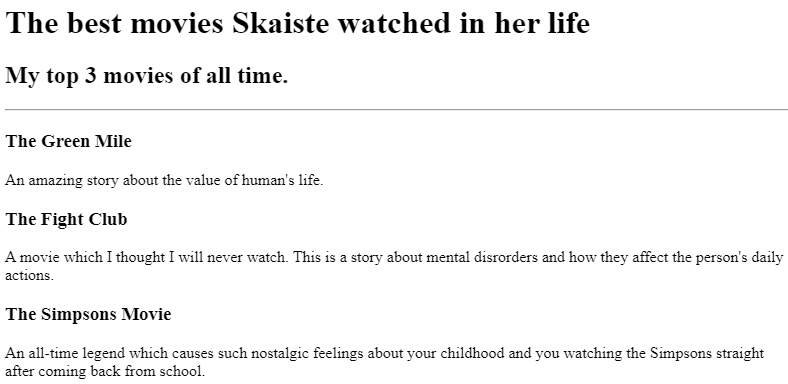 The best movies Skaiste watched in her life
My top 3 movies of all time.
The Green Mile
An amazing story about the value of human's life.
The Fight Club
A movie which I thought I will never watch. This is a story about mental disrorders and how they affect the person's daily
actions.
The Simpsons Movie
An all-time legend which causes such nostalgic feelings about your childhood and you watching the Simpsons straight
after coming back from school.